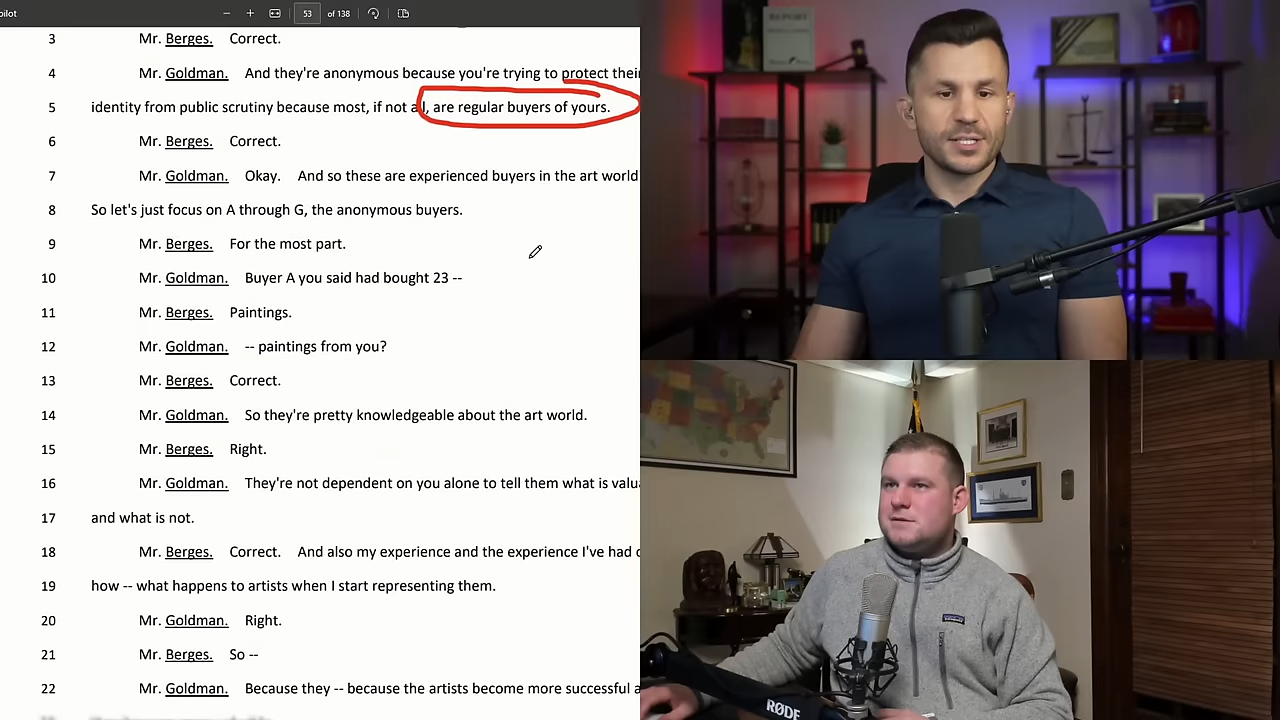 pilot
53 of 138
3 Mr. Berges. Correct.
4 Mr. Goldman. And they're anonymous because you're trying to protect their
5 identity from public scrutiny because most, if not all, are regular buyers of yours.
6 Mr. Berges. Correct.
7 Mr. Goldman. Okay. And so these are experienced buyers in the art world
8 So let's just focus on A through G, the anonymous buyers.
9 Mr. Berges. For the most part.
10 Mr. Goldman. Buyer A you said had bought 23 --
11 Mr. Berges. Paintings.
12 Mr. Goldman. -- paintings from you?
13 Mr. Berges. Correct.
14 Mr. Goldman. So they're pretty knowledgeable about the art world.
15 Mr. Berges. Right.
16 Mr. Goldman. They're not dependent on you alone to tell them what is valu
17 and what is not.
18 Mr. Berges. Correct. And also my experience and the experience I've had
19 how -- what happens to artists when I start representing them.
20 Mr. Goldman. Right.
21 Mr. Berges. So --
22 Mr. Goldman. Because they -- because the artists become more successful a
REPORT
patagonia
RØDE